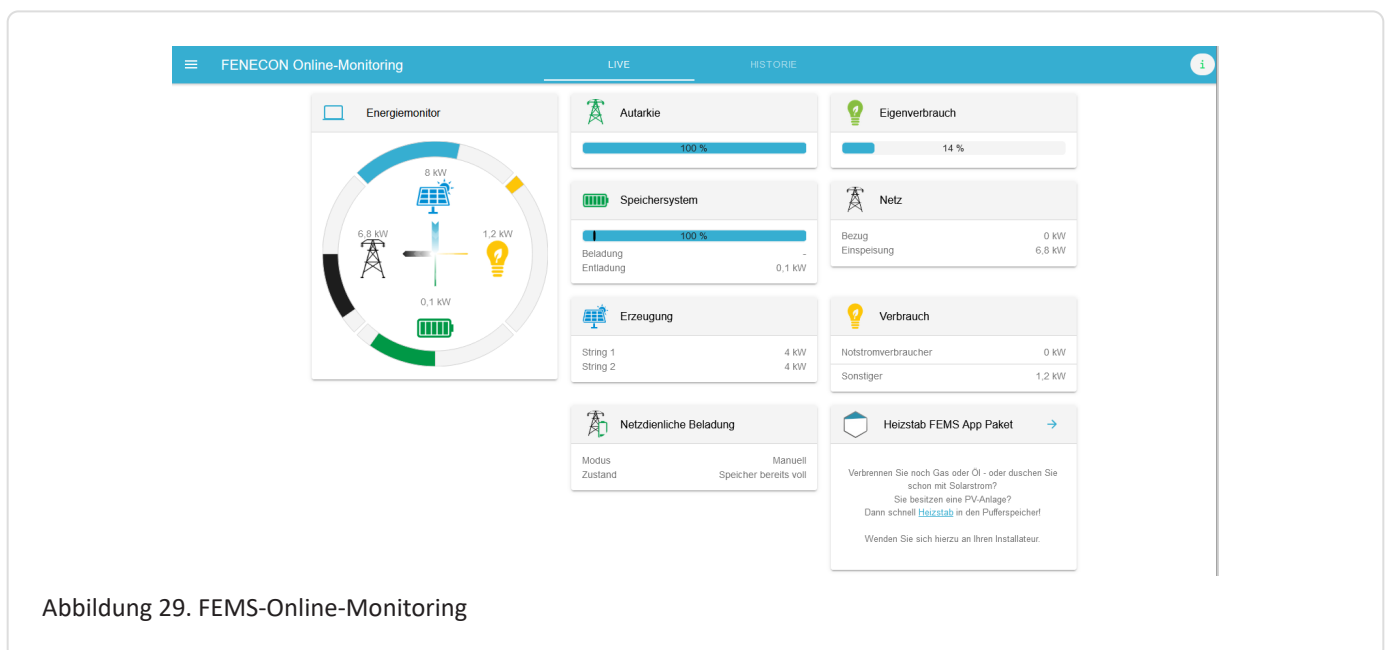 FENECON Online-Monitoring
LIVE
HISTORIE
i
Energiemonitor
8 kW
6,8 kW
1,2 kW
0,1 kW
Autarkie
100 %
Eigenverbrauch
14 %
Speichersystem
100 %
Beladung -
Entladung 0,1 kW
Netz
Bezug 0 kW
Einspeisung 6,8 kW
Erzeugung
String 1 4 kW
String 2 4 kW
Verbrauch
Notstromverbraucher 0 kW
Sonstiger 1,2 kW
Netzdienliche Beladung
Modus Manuell
Zustand Speicher bereits voll
Heizstab FEMS App Paket
Verbrennen Sie noch Gas oder Öl - oder duschen Sie
schon mit Solarstrom?
Sie besitzen eine PV-Anlage?
Dann schnell Heizstab in den Pufferspeicher!
Wenden Sie sich hierzu an Ihren Installateur.
Abbildung 29. FEMS-Online-Monitoring